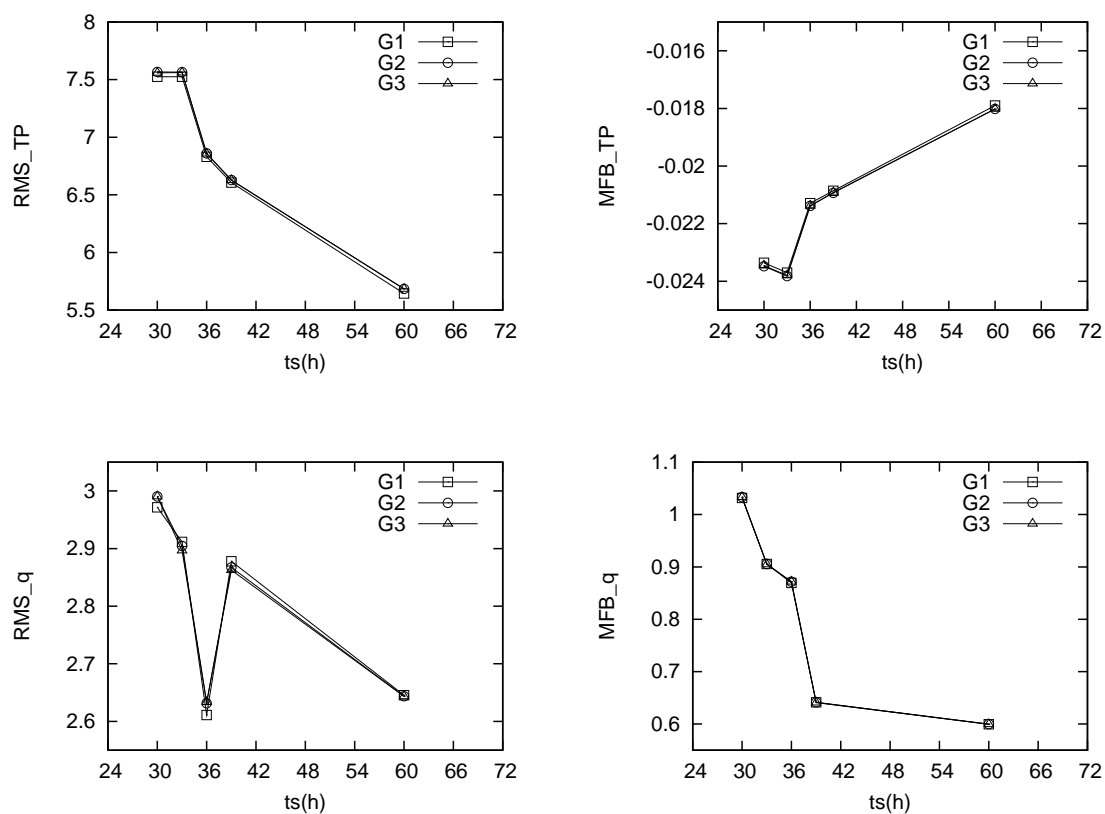 RMS_TP
8
7.5
7
6.5
6
5.5
24 30 36 42 48 54 60 66 72
ts(h)
G1
G2
G3
MFB_TP
-0.016
-0.018
-0.02
-0.022
-0.024
24 30 36 42 48 54 60 66 72
ts(h)
G1
G2
G3
RMS_q
3
2.9
2.8
2.7
2.6
24 30 36 42 48 54 60 66 72
ts(h)
G1
G2
G3
MFB_q
1.1
1
0.9
0.8
0.7
0.6
24 30 36 42 48 54 60 66 72
ts(h)
G1
G2
G3